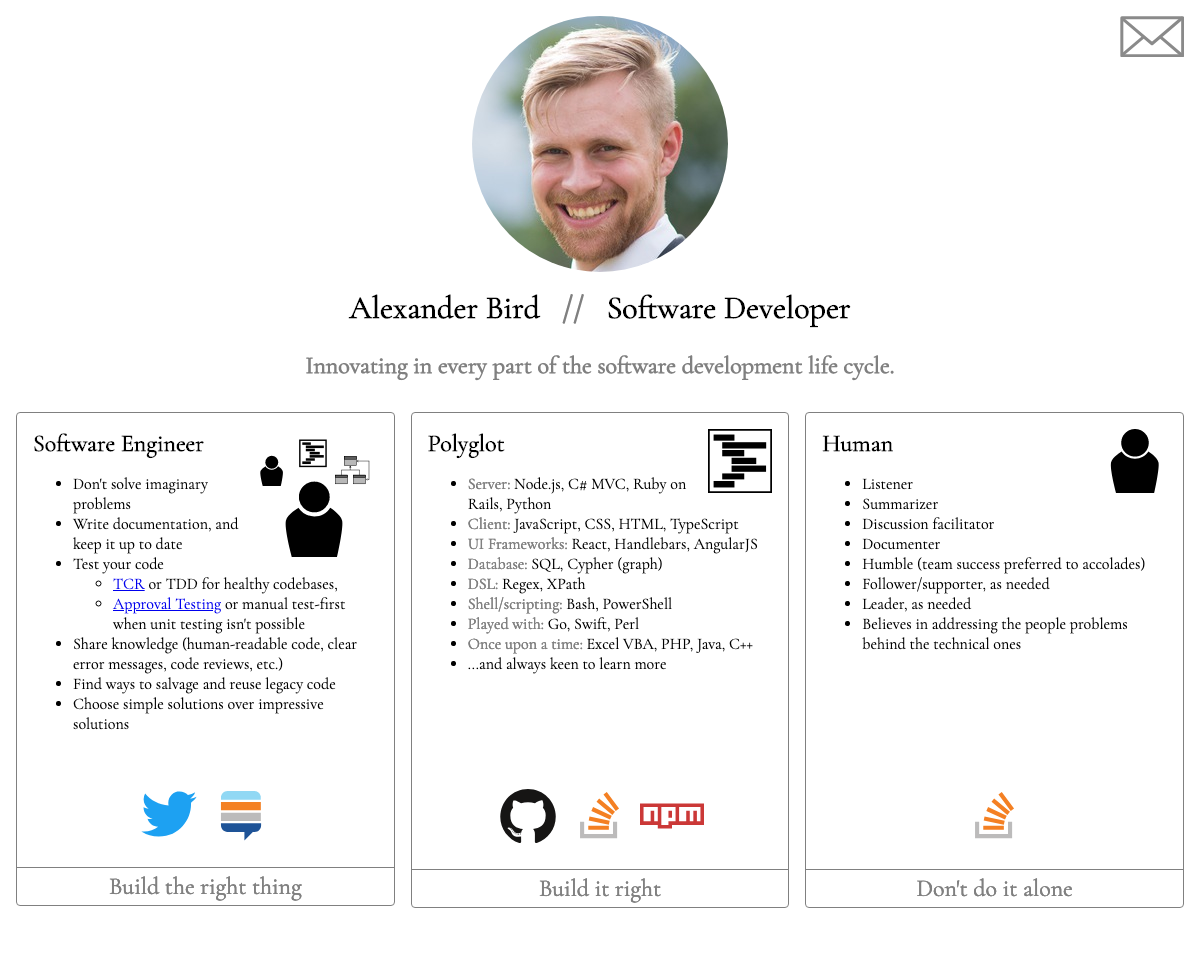 Alexander Bird // Software Developer
Innovating in every part of the software development life cycle.
Software Engineer
Don't solve imaginary
problems
Write documentation, and
keep it up to date
Test your code
TCR or TDD for healthy codebases,
Approval Testing or manual test-first
when unit testing isn't possible
Share knowledge (human-readable code, clear
error messages, code reviews, etc.)
Find ways to salvage and reuse legacy code
Choose simple solutions over impressive
solutions
Build the right thing
Polyglot
Server: Node.js, C# MVC, Ruby on
Rails, Python
Client: JavaScript, CSS, HTML, TypeScript
UI Frameworks: React, Handlebars, AngularJS
Database: SQL, Cypher (graph)
DSL: Regex, XPath
Shell/scripting: Bash, PowerShell
Played with: Go, Swift, Perl
Once upon a time: Excel VBA, PHP, Java, C++
...and always keen to learn more
npm
Build it right
Human
Listener
Summarizer
Discussion facilitator
Documenter
Humble (team success preferred to accolades)
Follower/supporter, as needed
Leader, as needed
Believes in addressing the people problems
behind the technical ones
Don't do it alone